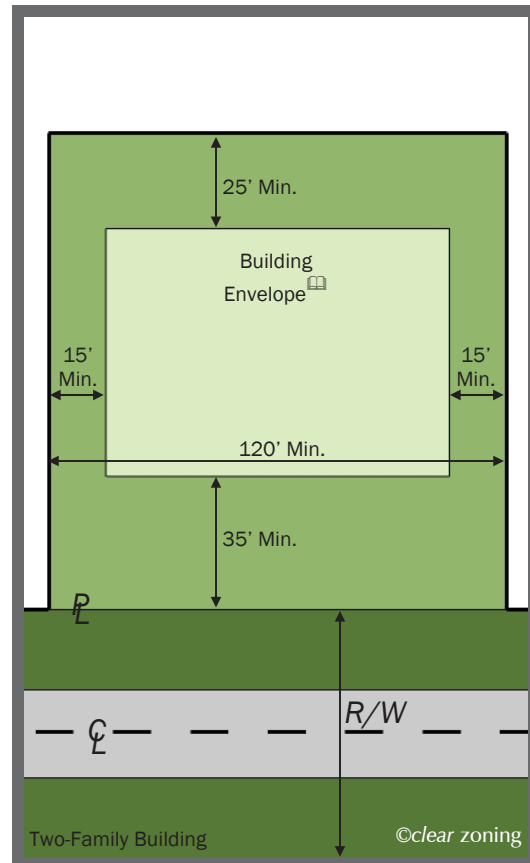 25’ Min.
Building
Envelope
15’
Min.
15’
Min.
120’ Min.
35’ Min.
PL
R/W
CL
Two-Family Building
©clear zoning